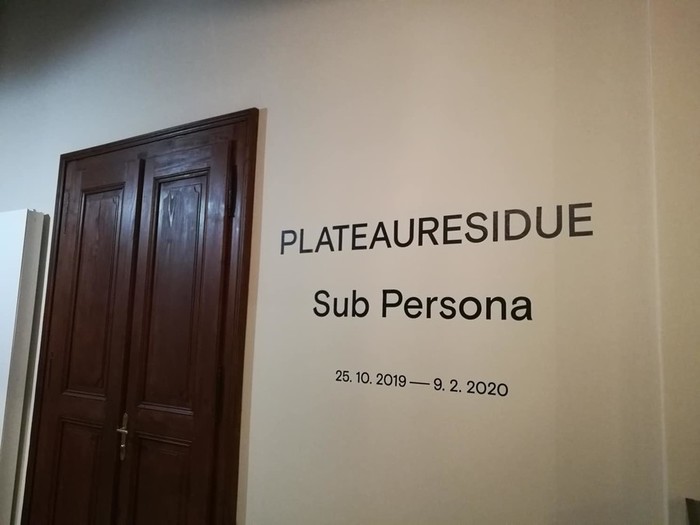 PLATEAURESIDUE
Sub Persona
25. 10. 2019 — 9. 2. 2020